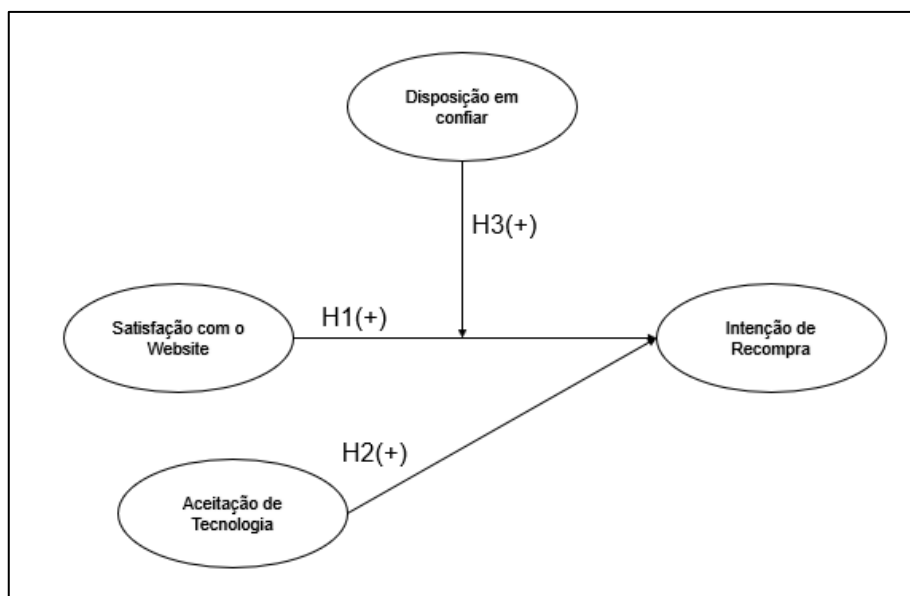 Disposição em
confiar
H3(+)
Satisfação com o
Website
H1(+)
Intenção de
Recompra
H2(+)
Aceitação de
Tecnologia